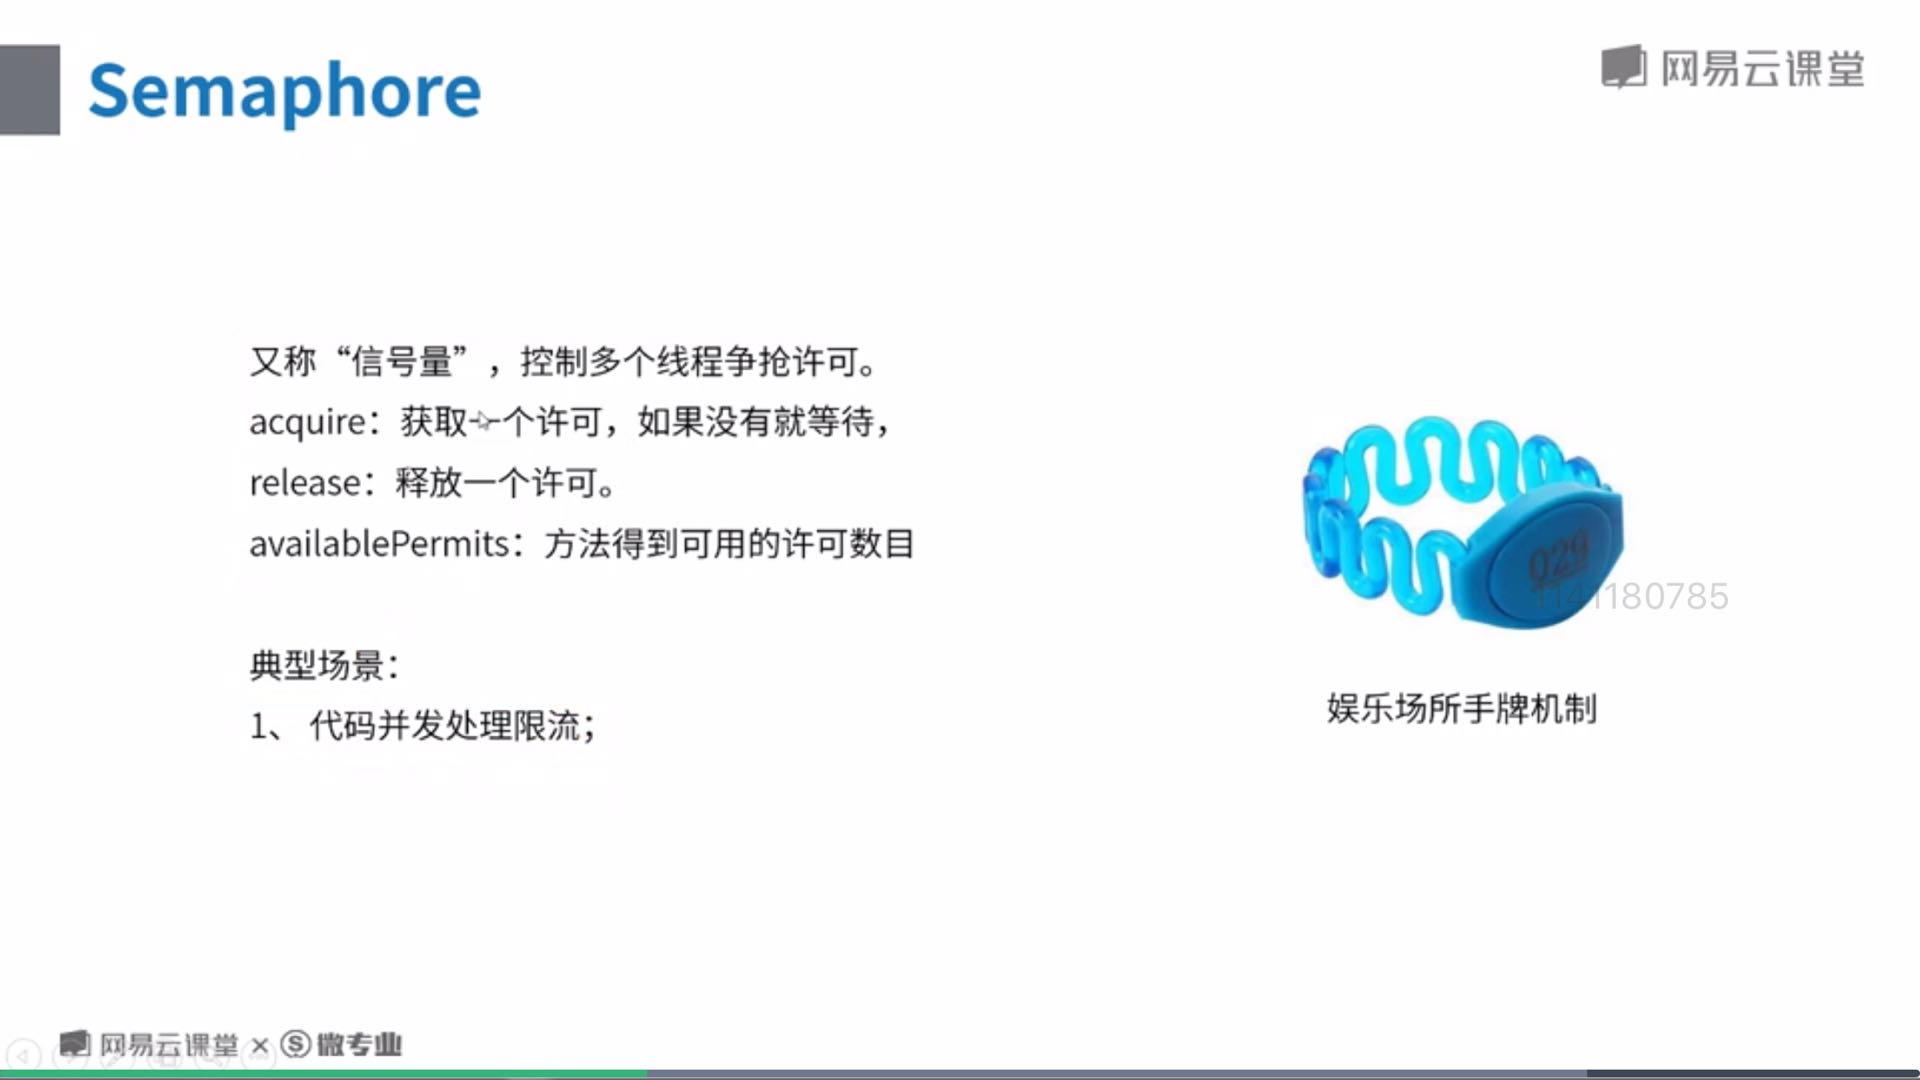 Semaphore
网易云课堂
又称“信号量”，控制多个线程争抢许可。
acquire：获取一个许可，如果没有就等待，
release：释放一个许可。
availablePermits：方法得到可用的许可数目
典型场景：
1、 代码并发处理限流；
029
1141180785
娱乐场所手牌机制
网易云课堂 × 微专业